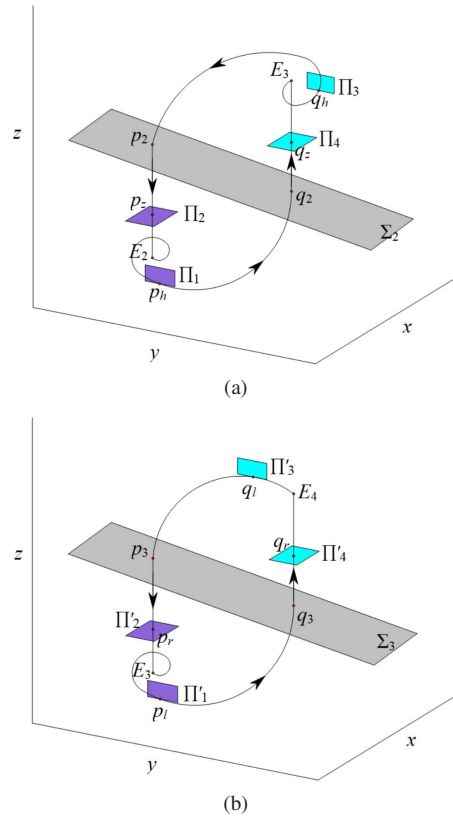 E₃
Π₃
q_h
z
p₂
q_z
Π₄
p_z
Π₂
q₂
E₂
Σ₂
Π₁
p_h
x
y
(a)
Π'₃
q_l
E₄
z
p₃
q_r
Π'₄
Π'₂
p_r
q₃
E₃
Σ₃
Π'₁
p_l
x
y
(b)